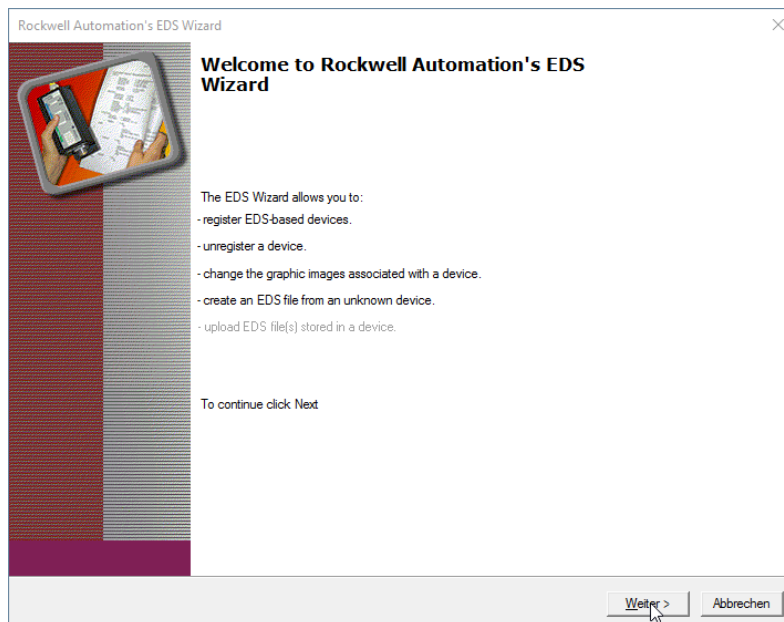 Rockwell Automation's EDS Wizard
Welcome to Rockwell Automation's EDS
Wizard
The EDS Wizard allows you to:
- register EDS-based devices.
- unregister a device.
- change the graphic images associated with a device.
- create an EDS file from an unknown device.
- upload EDS file(s) stored in a device.
To continue click Next
Weiter >
Abbrechen